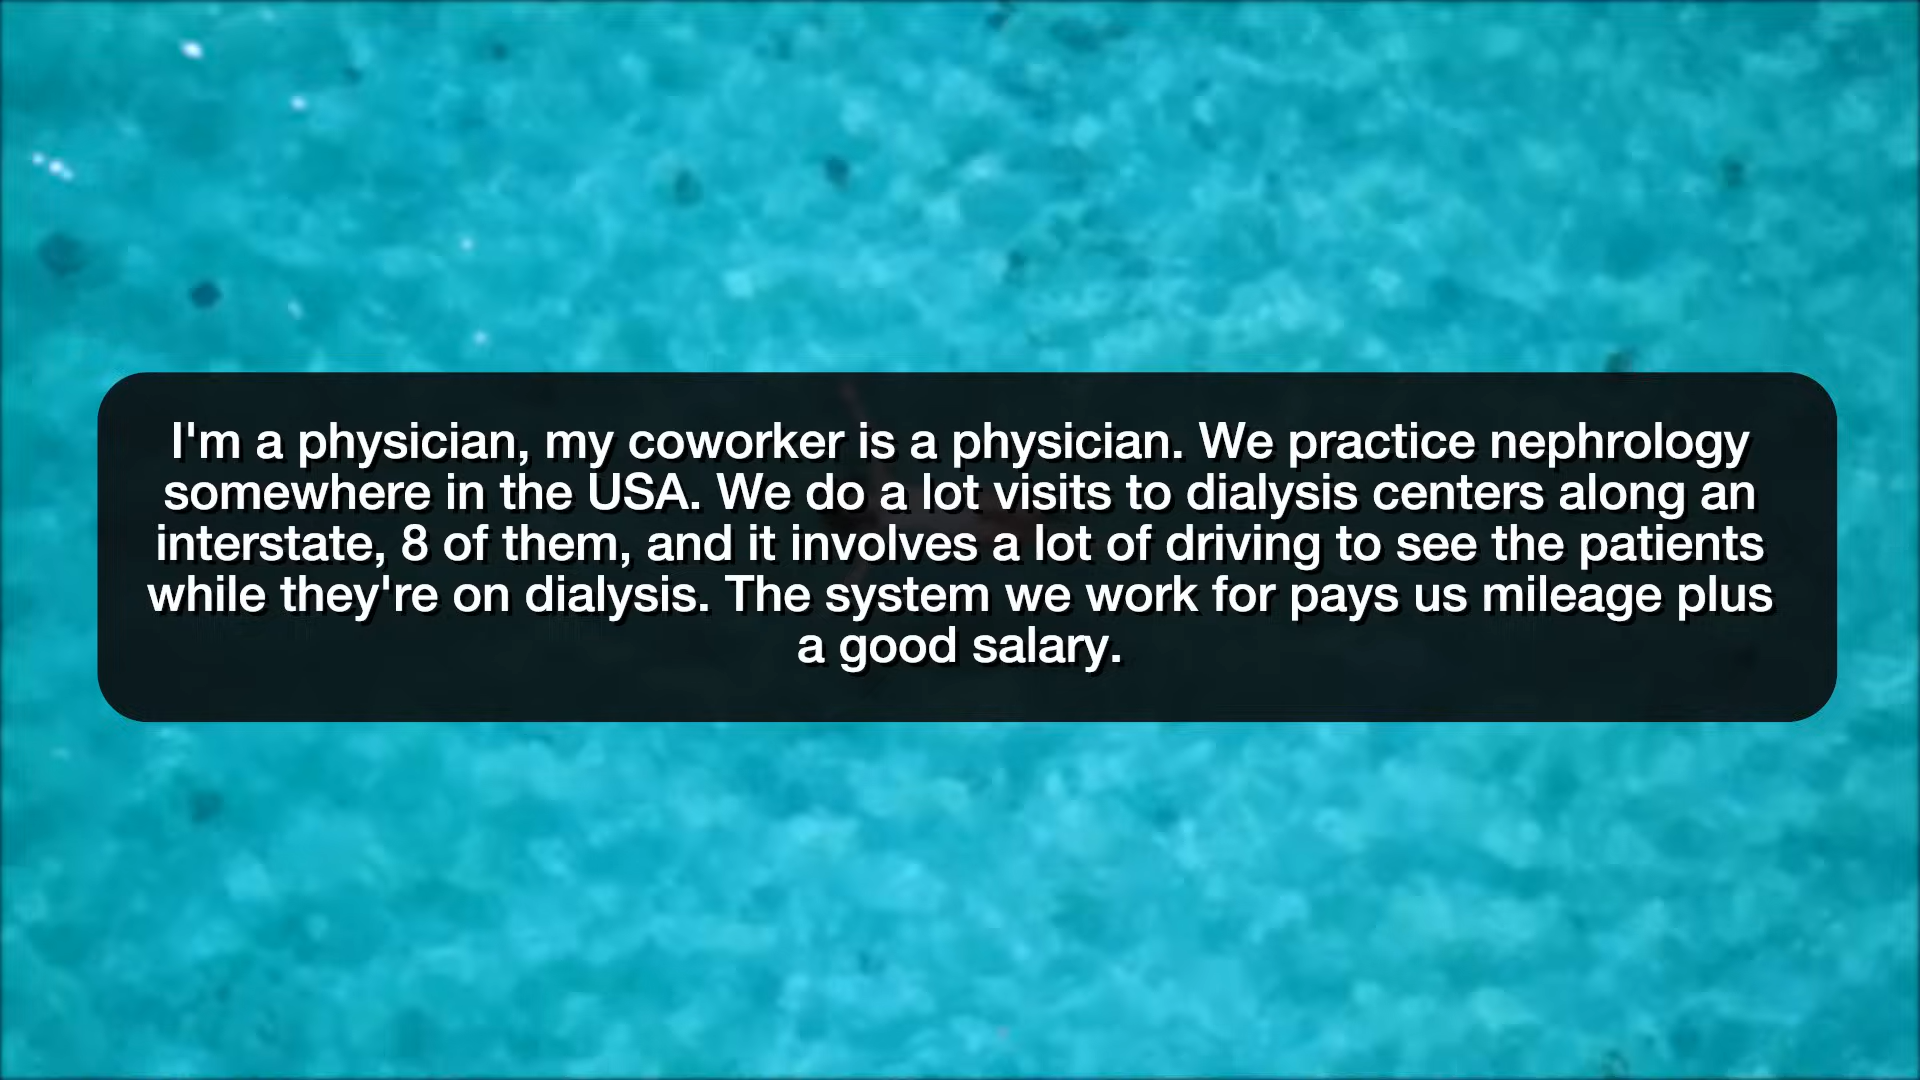 I'm a physician, my coworker is a physician. We practice nephrology
somewhere in the USA. We do a lot visits to dialysis centers along an
interstate, 8 of them, and it involves a lot of driving to see the patients
while they're on dialysis. The system we work for pays us mileage plus
a good salary.